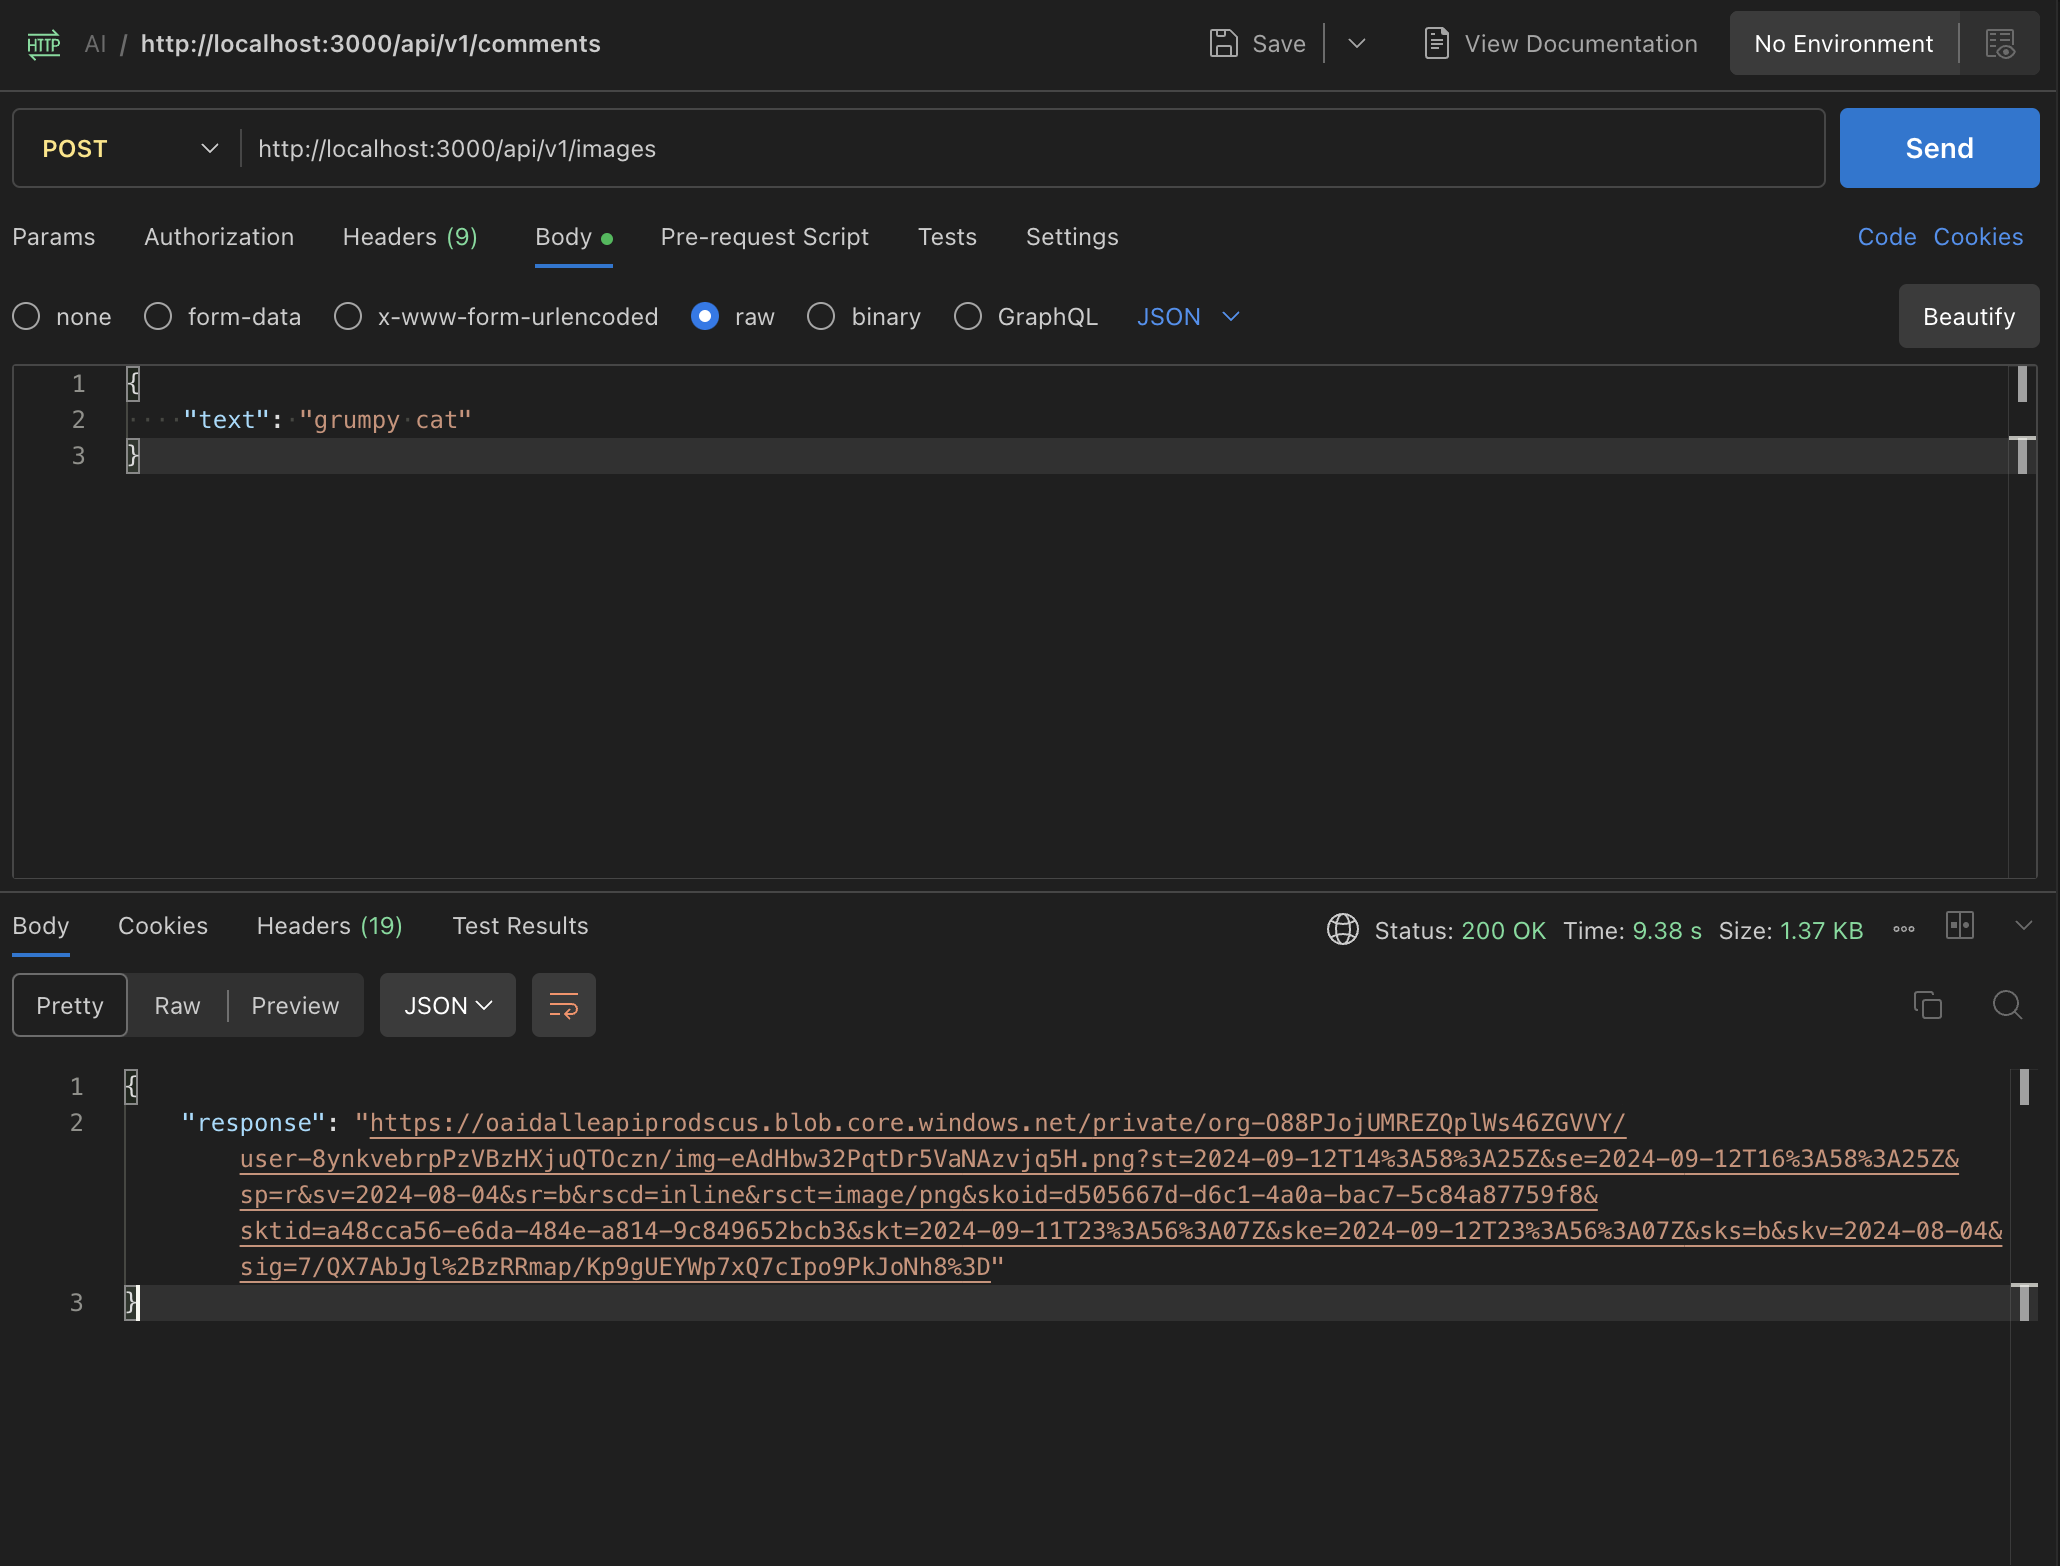 HTTP AI / http://localhost:3000/api/v1/comments Save View Documentation No Environment
POST http://localhost:3000/api/v1/images Send
Params Authorization Headers (9) Body Pre-request Script Tests Settings Code Cookies
none form-data x-www-form-urlencoded raw binary GraphQL JSON Beautify
1 {
2 ····"text":·"grumpy·cat"
3 }
Body Cookies Headers (19) Test Results Status: 200 OK Time: 9.38 s Size: 1.37 KB
Pretty Raw Preview JSON
1 {
2 "response": "https://oaidalleapiprodscus.blob.core.windows.net/private/org-O88PJojUMREZQplWs46ZGVVY/
user-8ynkvebrpPzVBzHXjuQTOczn/img-eAdHbw32PqtDr5VaNAzvjq5H.png?st=2024-09-12T14%3A58%3A25Z&se=2024-09-12T16%3A58%3A25Z&
sp=r&sv=2024-08-04&sr=b&rscd=inline&rsct=image/png&skoid=d505667d-d6c1-4a0a-bac7-5c84a87759f8&
sktid=a48cca56-e6da-484e-a814-9c849652bcb3&skt=2024-09-11T23%3A56%3A07Z&ske=2024-09-12T23%3A56%3A07Z&sks=b&skv=2024-08-04&
sig=7/QX7AbJgl%2BzRRmap/Kp9gUEYWp7xQ7cIpo9PkJoNh8%3D"
3 }